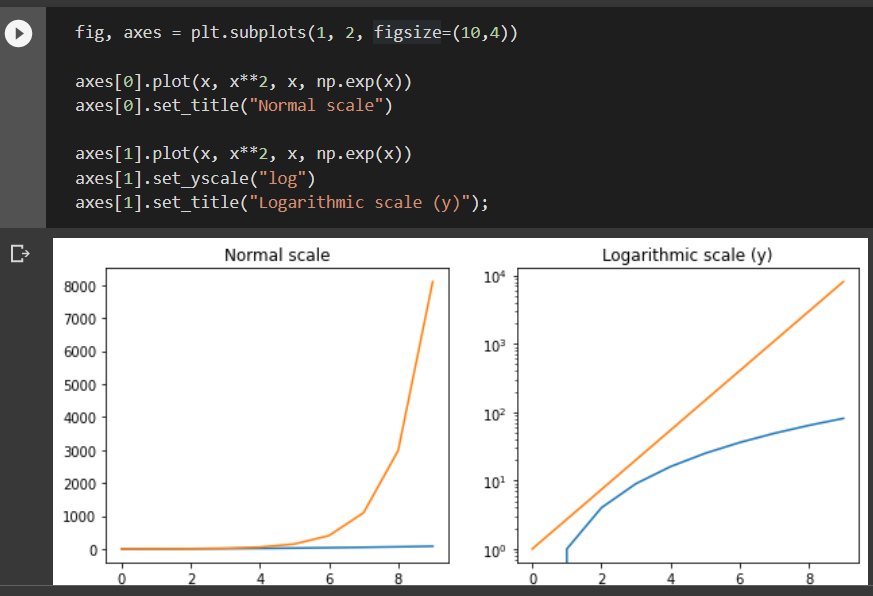 fig, axes = plt.subplots(1, 2, figsize=(10,4))
axes[0].plot(x, x**2, x, np.exp(x))
axes[0].set_title("Normal scale")
axes[1].plot(x, x**2, x, np.exp(x))
axes[1].set_yscale("log")
axes[1].set_title("Logarithmic scale (y)");
Normal scale
8000
7000
6000
5000
4000
3000
2000
1000
0
0 2 4 6 8
Logarithmic scale (y)
10⁴
10³
10²
10¹
10⁰
0 2 4 6 8